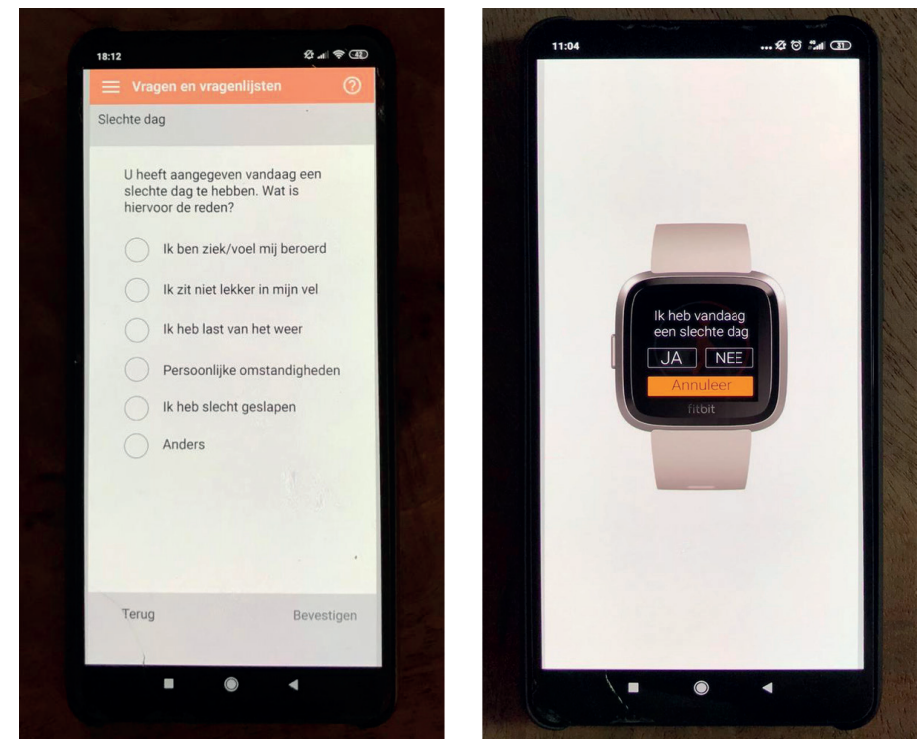 18:12
42
Vragen en vragenlijsten
?
Slechte dag
U heeft aangegeven vandaag een
slechte dag te hebben. Wat is
hiervoor de reden?
Ik ben ziek/voel mij beroerd
Ik zit niet lekker in mijn vel
Ik heb last van het weer
Persoonlijke omstandigheden
Ik heb slecht geslapen
Anders
Terug
Bevestigen
11:04
4G
31
Ik heb vandaag
een slechte dag
JA NEE
Annuleer
fitbit